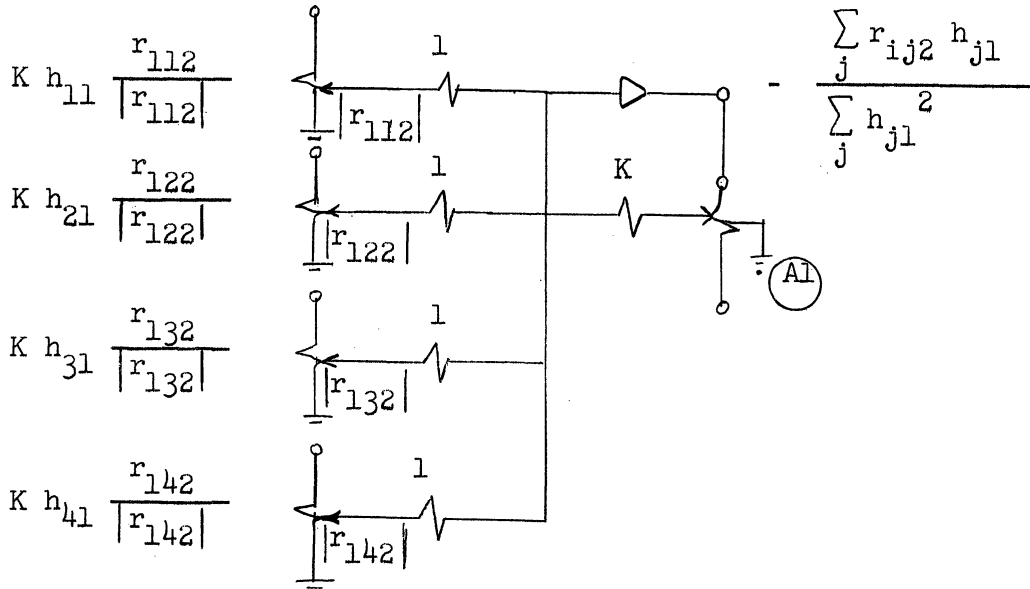 K h₁₁ r₁₁₂ / |r₁₁₂|
1
|r₁₁₂|
- ∑ⱼ rᵢⱼ₂ hⱼ₁ / ∑ⱼ hⱼ₁²
K h₂₁ r₁₂₂ / |r₁₂₂|
1
|r₁₂₂|
K
A1
K h₃₁ r₁₃₂ / |r₁₃₂|
1
|r₁₃₂|
K h₄₁ r₁₄₂ / |r₁₄₂|
1
|r₁₄₂|